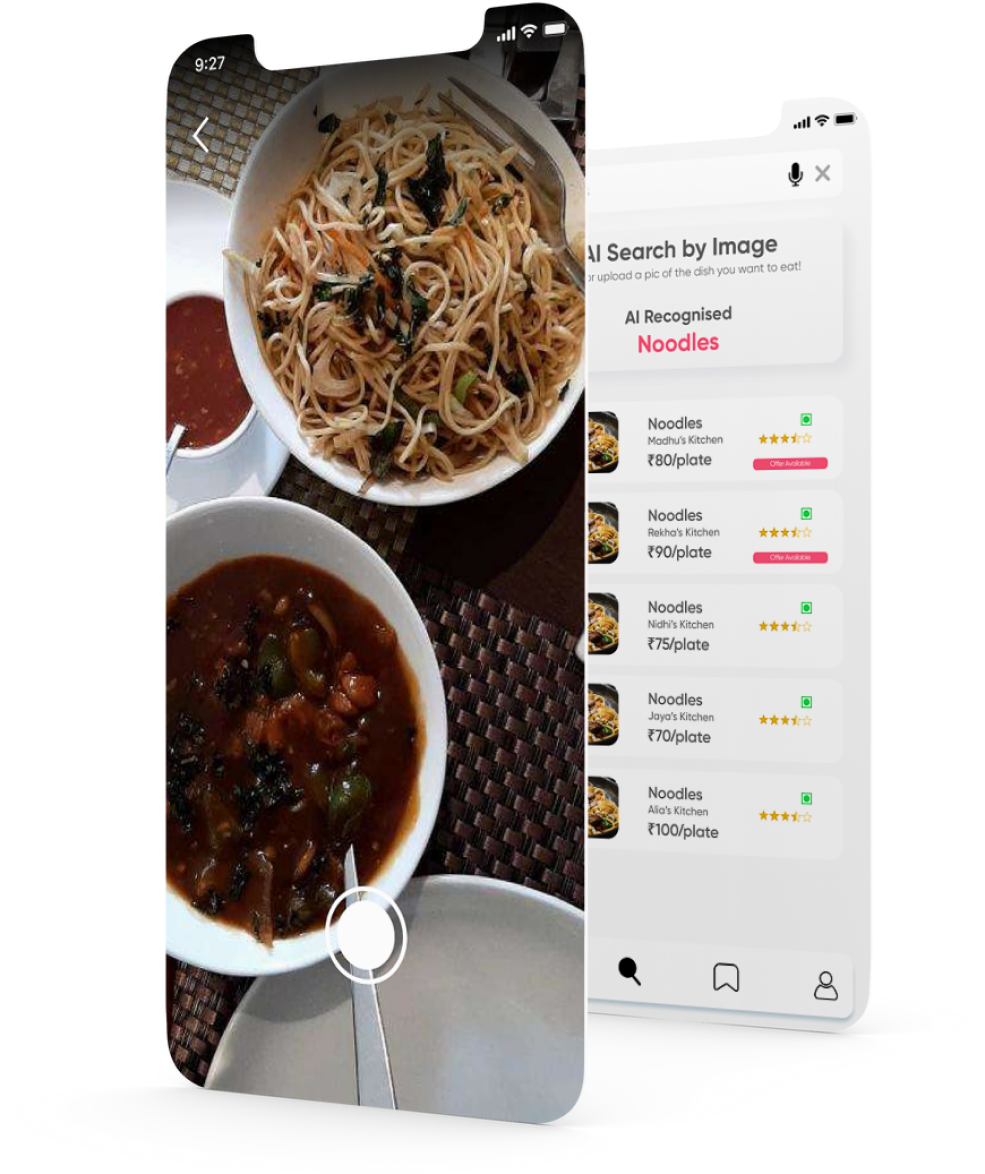 9:27
AI Search by Image
or upload a pic of the dish you want to eat!
AI Recognised
Noodles
Noodles
Madhu's Kitchen
₹80/plate
Offer Available
Noodles
Rekha's Kitchen
₹90/plate
Offer Available
Noodles
Nidhi's Kitchen
₹75/plate
Noodles
Jaya's Kitchen
₹70/plate
Noodles
Alia's Kitchen
₹100/plate